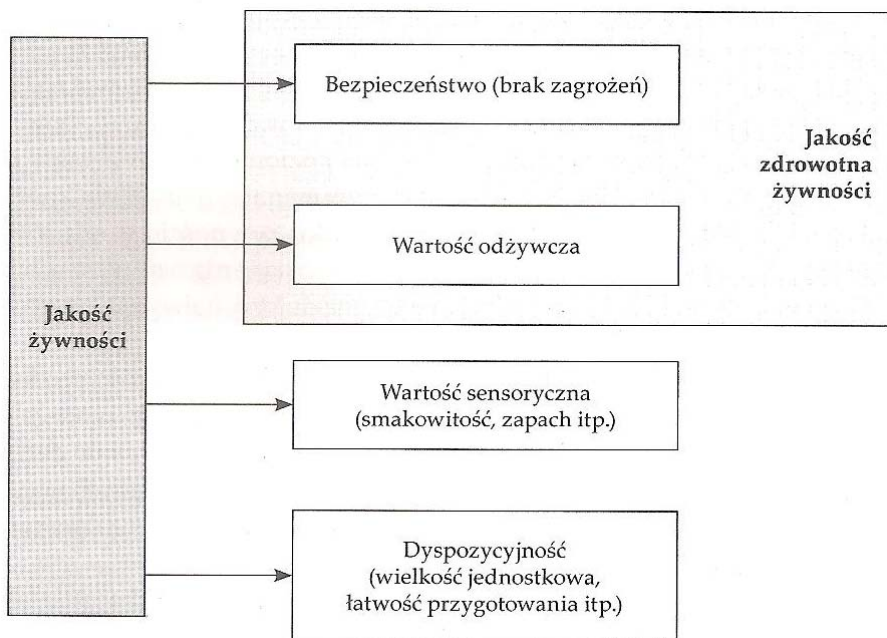 Bezpieczeństwo (brak zagrożeń)
Jakość
zdrowotna
żywności
Wartość odżywcza
Jakość
żywności
Wartość sensoryczna
(smakowitość, zapach itp.)
Dyspozycyjność
(wielkość jednostkowa,
łatwość przygotowania itp.)